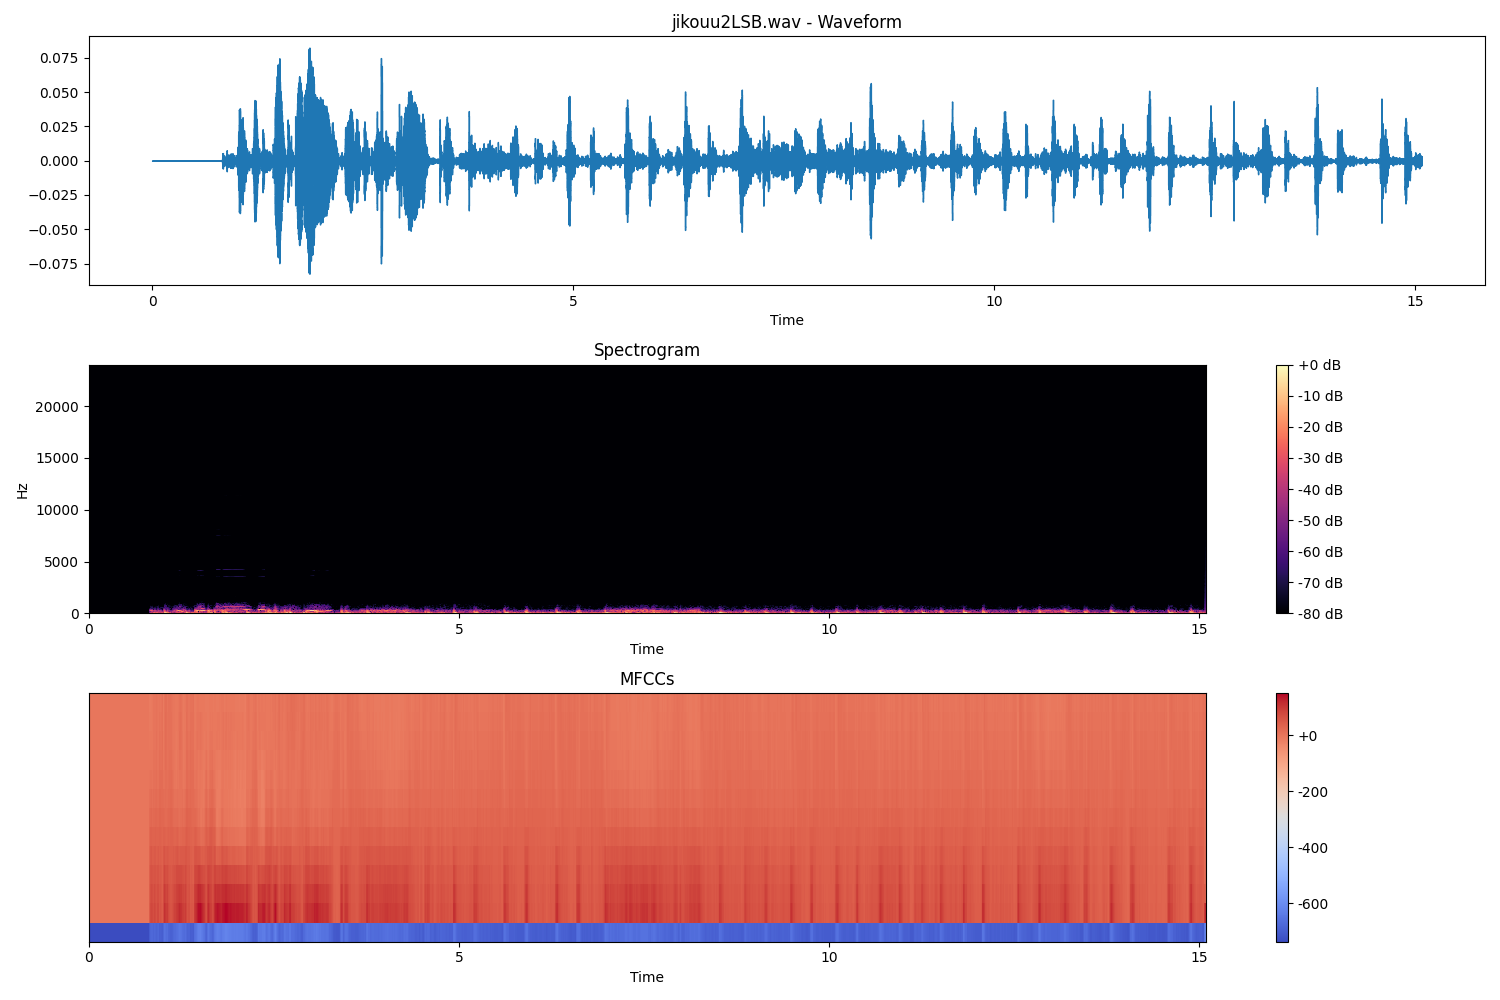 jikouu2LSB.wav - Waveform
0.075
0.050
0.025
0.000
−0.025
−0.050
−0.075
0 5 10 15
Time
Spectrogram
Hz
20000
15000
10000
5000
0
0 5 10 15
Time
+0 dB
-10 dB
-20 dB
-30 dB
-40 dB
-50 dB
-60 dB
-70 dB
-80 dB
MFCCs
0 5 10 15
Time
+0
-200
-400
-600